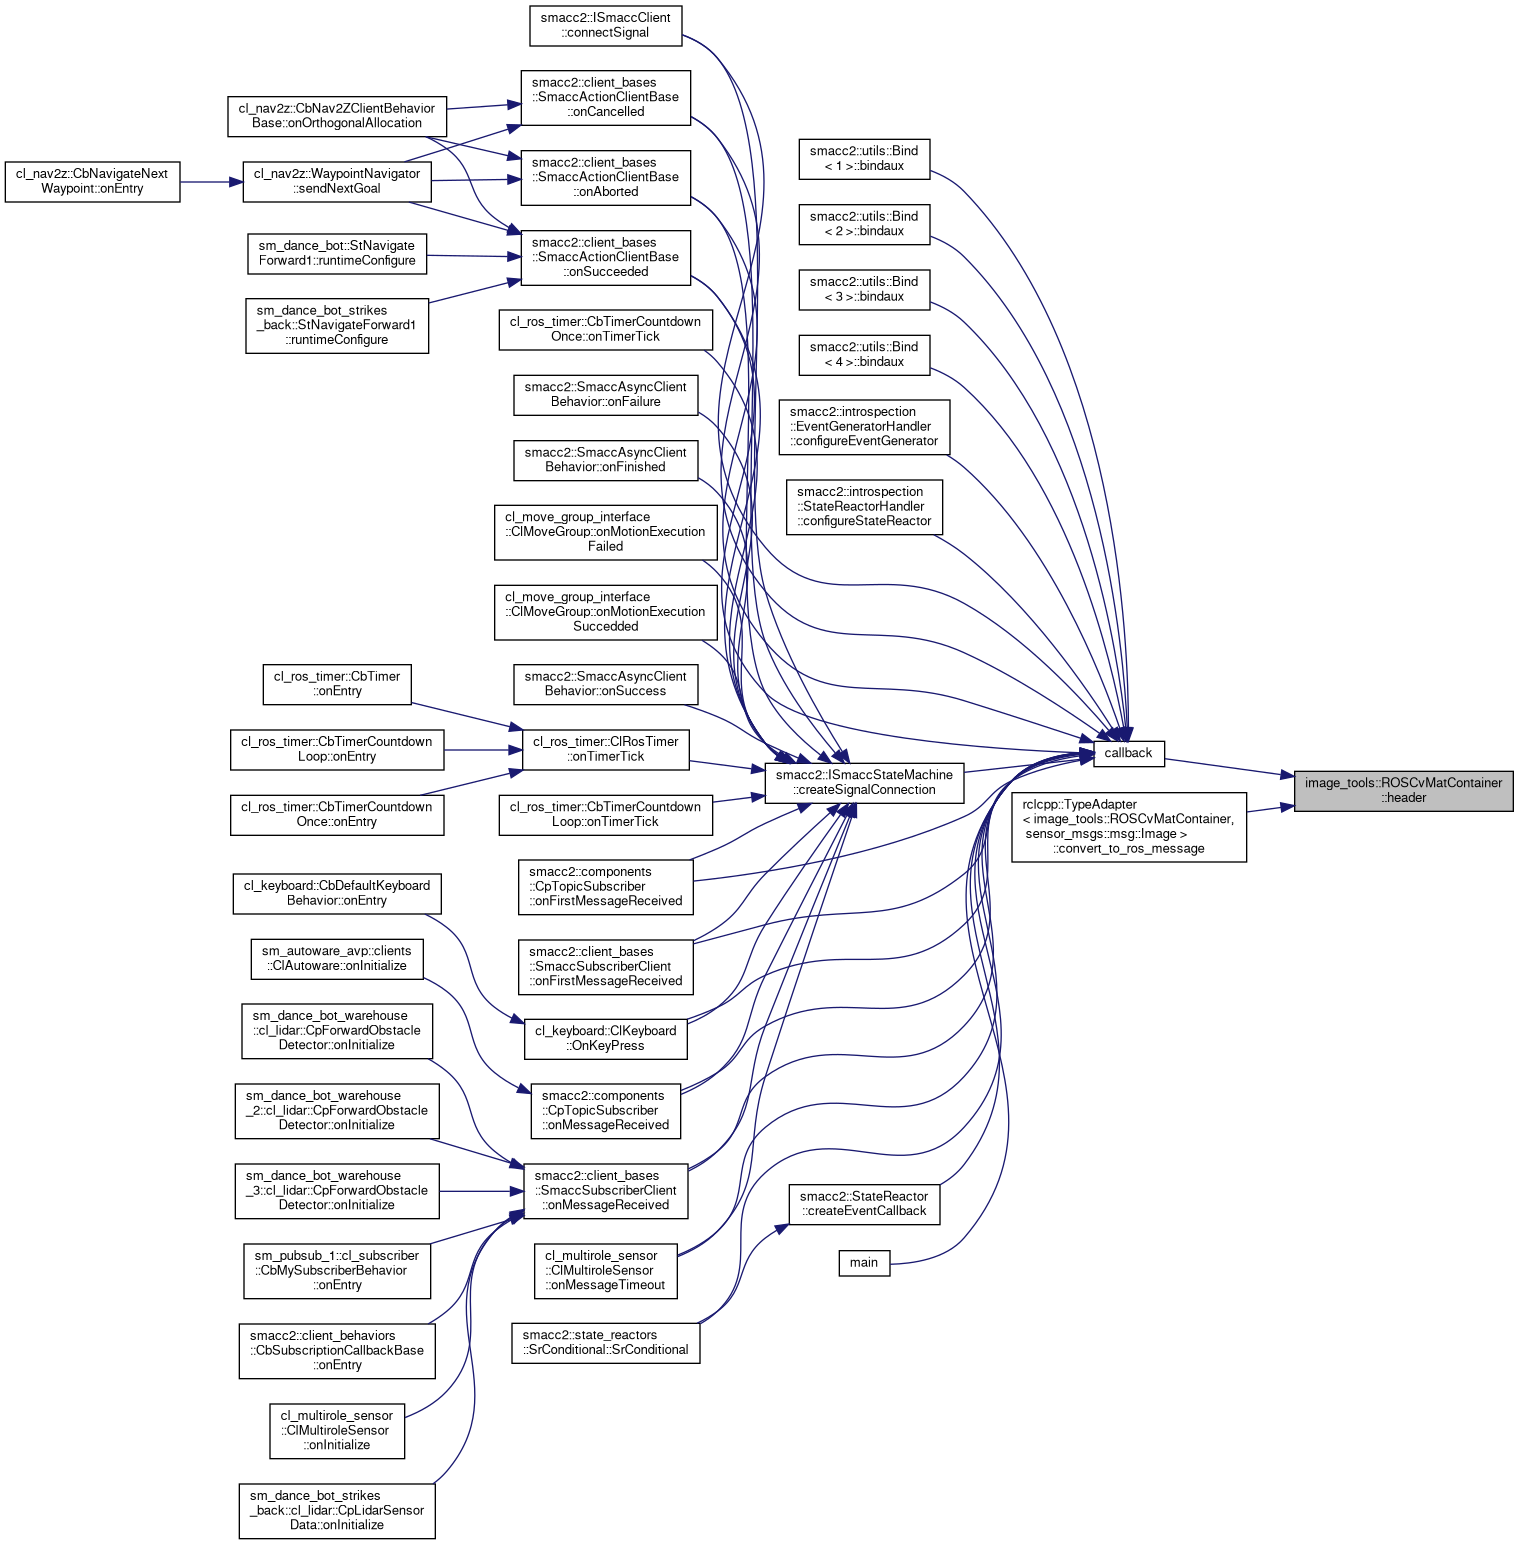 smacc2::ISmaccClient
::connectSignal
smacc2::client_bases
::SmaccActionClientBase
::onCancelled
cl_nav2z::CbNav2ZClientBehavior
Base::onOrthogonalAllocation
smacc2::utils::Bind
< 1 >::bindaux
smacc2::client_bases
::SmaccActionClientBase
::onAborted
cl_nav2z::CbNavigateNext
Waypoint::onEntry
cl_nav2z::WaypointNavigator
::sendNextGoal
smacc2::utils::Bind
< 2 >::bindaux
smacc2::client_bases
::SmaccActionClientBase
::onSucceeded
sm_dance_bot::StNavigate
Forward1::runtimeConfigure
smacc2::utils::Bind
< 3 >::bindaux
sm_dance_bot_strikes
_back::StNavigateForward1
::runtimeConfigure
cl_ros_timer::CbTimerCountdown
Once::onTimerTick
smacc2::utils::Bind
< 4 >::bindaux
smacc2::SmaccAsyncClient
Behavior::onFailure
smacc2::introspection
::EventGeneratorHandler
::configureEventGenerator
smacc2::SmaccAsyncClient
Behavior::onFinished
smacc2::introspection
::StateReactorHandler
::configureStateReactor
cl_move_group_interface
::ClMoveGroup::onMotionExecution
Failed
cl_move_group_interface
::ClMoveGroup::onMotionExecution
Succedded
smacc2::SmaccAsyncClient
Behavior::onSuccess
cl_ros_timer::CbTimer
::onEntry
cl_ros_timer::CbTimerCountdown
Loop::onEntry
cl_ros_timer::ClRosTimer
::onTimerTick
callback
smacc2::ISmaccStateMachine
::createSignalConnection
image_tools::ROSCvMatContainer
::header
cl_ros_timer::CbTimerCountdown
Once::onEntry
cl_ros_timer::CbTimerCountdown
Loop::onTimerTick
rclcpp::TypeAdapter
< image_tools::ROSCvMatContainer,
sensor_msgs::msg::Image >
::convert_to_ros_message
smacc2::components
::CpTopicSubscriber
::onFirstMessageReceived
cl_keyboard::CbDefaultKeyboard
Behavior::onEntry
sm_autoware_avp::clients
::ClAutoware::onInitialize
smacc2::client_bases
::SmaccSubscriberClient
::onFirstMessageReceived
sm_dance_bot_warehouse
::cl_lidar::CpForwardObstacle
Detector::onInitialize
cl_keyboard::ClKeyboard
::OnKeyPress
sm_dance_bot_warehouse
_2::cl_lidar::CpForwardObstacle
Detector::onInitialize
smacc2::components
::CpTopicSubscriber
::onMessageReceived
sm_dance_bot_warehouse
_3::cl_lidar::CpForwardObstacle
Detector::onInitialize
smacc2::client_bases
::SmaccSubscriberClient
::onMessageReceived
smacc2::StateReactor
::createEventCallback
sm_pubsub_1::cl_subscriber
::CbMySubscriberBehavior
::onEntry
cl_multirole_sensor
::ClMultiroleSensor
::onMessageTimeout
main
smacc2::client_behaviors
::CbSubscriptionCallbackBase
::onEntry
smacc2::state_reactors
::SrConditional::SrConditional
cl_multirole_sensor
::ClMultiroleSensor
::onInitialize
sm_dance_bot_strikes
_back::cl_lidar::CpLidarSensor
Data::onInitialize